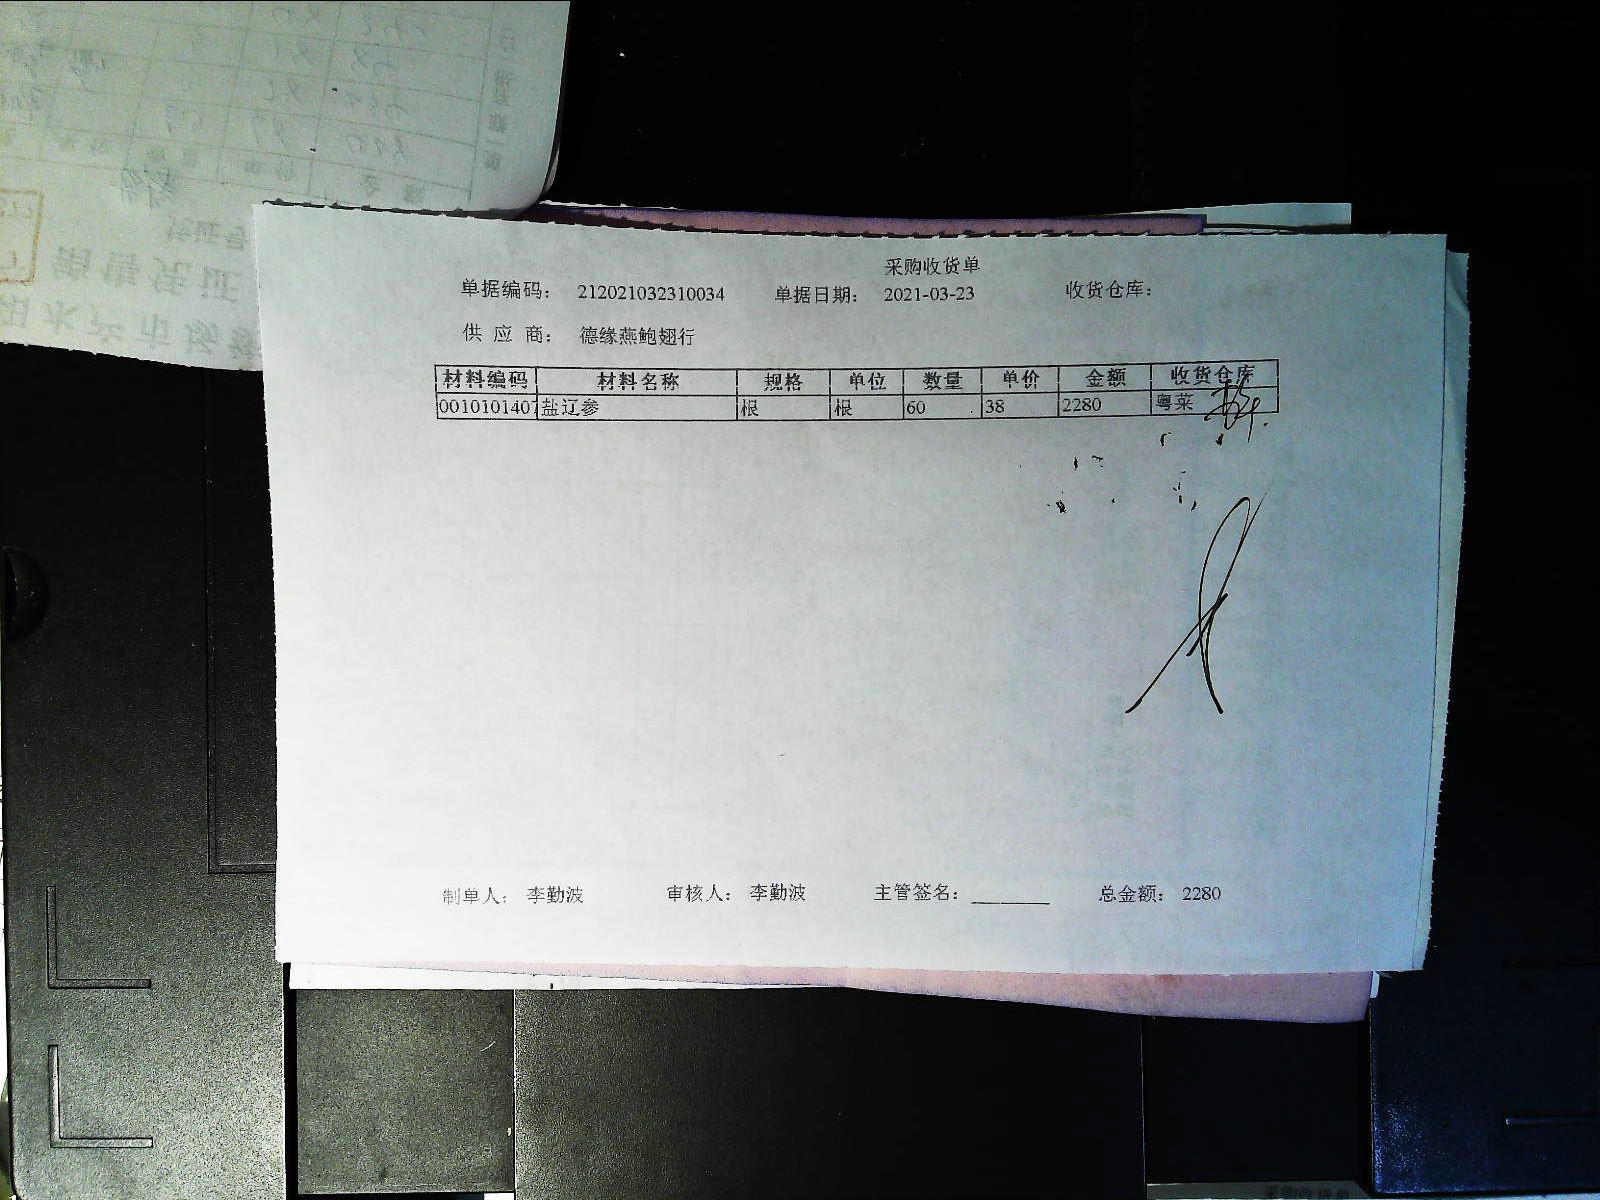 采购收货单
单据编码： 212021032310034 单据日期： 2021-03-23 收货仓库：
供 应 商： 德缘燕鲍翅行
材料编码 材料名称 规格 单位 数量 单价 金额 收货仓库
0010101407 盐辽参 根 根 60 38 2280 粤菜
制单人： 李勤波 审核人： 李勤波 主管签名： 总金额： 2280